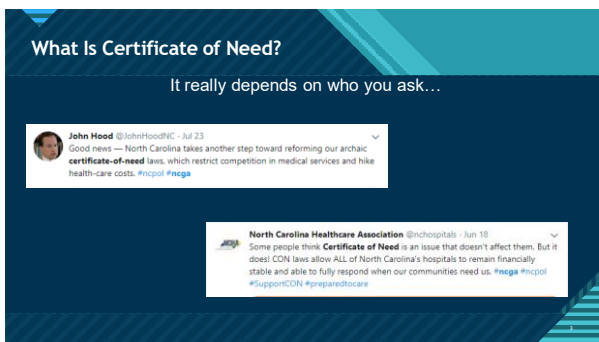 What Is Certificate of Need?
It really depends on who you ask…
John Hood @JohnHoodNC · Jul 23
Good news — North Carolina takes another step toward reforming our archaic
certificate-of-need laws, which restrict competition in medical services and hike
health-care costs. #ncpol #ncga
North Carolina Healthcare Association @nchospitals · Jun 18
Some people think Certificate of Need is an issue that doesn't affect them. But it
does! CON laws allow ALL of North Carolina's hospitals to remain financially
stable and able to fully respond when our communities need us. #ncga #ncpol
#SupportCON #preparedtocare